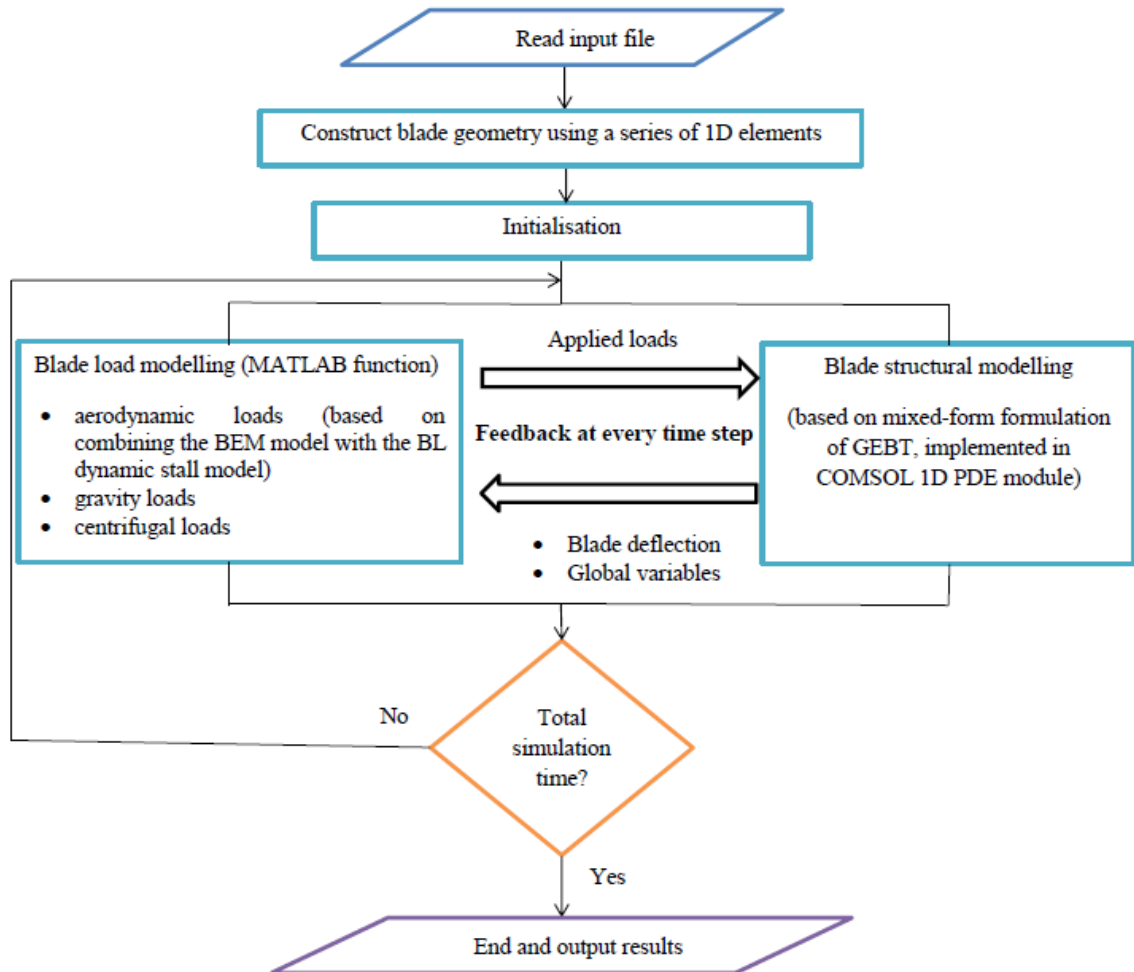 Read input file
Construct blade geometry using a series of 1D elements
Initialisation
Blade load modelling (MATLAB function)
• aerodynamic loads (based on
combining the BEM model with the BL
dynamic stall model)
• gravity loads
• centrifugal loads
Applied loads
Feedback at every time step
• Blade deflection
• Global variables
Blade structural modelling
(based on mixed-form formulation
of GEBT, implemented in
COMSOL 1D PDE module)
No
Total
simulation
time?
Yes
End and output results